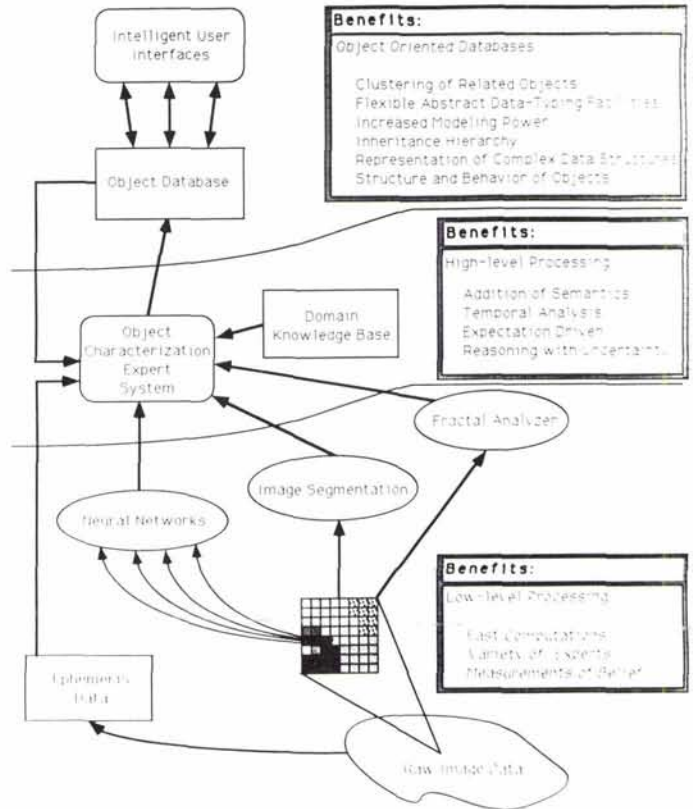 Intelligent User
interfaces
Object Database
Benefits:
Object Oriented Databases
Clustering of Related Objects
Flexible Abstract Data-Typing Facilities
Increased Modeling Power
Inheritance Hierarchy
Representation of Complex Data Structures
Structure and Behavior of Objects
Benefits:
High-level Processing
Addition of Semantics
Temporal Analysis
Expectation Driven
Reasoning with Uncertainty
Object
Characterization
Expert
System
Domain
Knowledge Base
Fractal Analyzer
Image Segmentation
Neural Networks
Benefits:
Low-level Processing
Fast Computations
Variety of Experts
Measurements of Belief
Ephemeris
Data
Raw Image Data